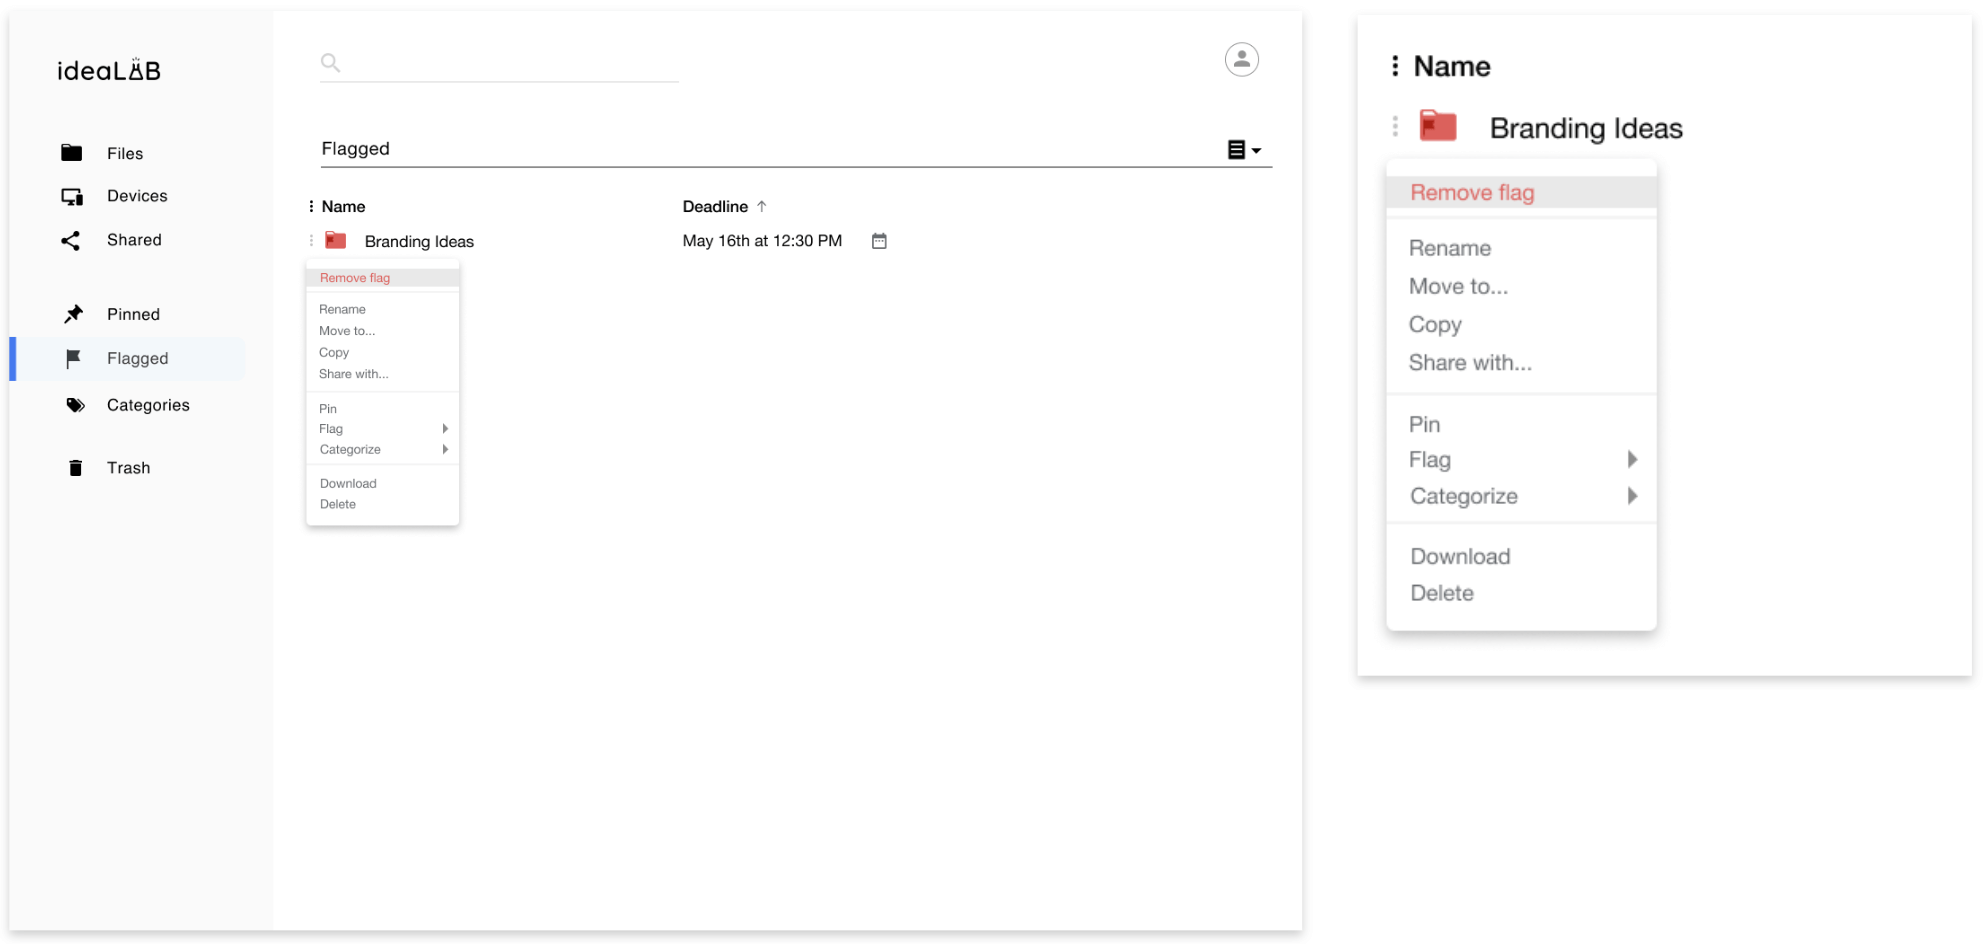 ideaLAB
Files
Devices
Shared
Pinned
Flagged
Categories
Trash
Flagged
Name
Deadline ↑
Branding Ideas
May 16th at 12:30 PM
Remove flag
Rename
Move to...
Copy
Share with...
Pin
Flag
Categorize
Download
Delete
Name
Branding Ideas
Remove flag
Rename
Move to...
Copy
Share with...
Pin
Flag
Categorize
Download
Delete